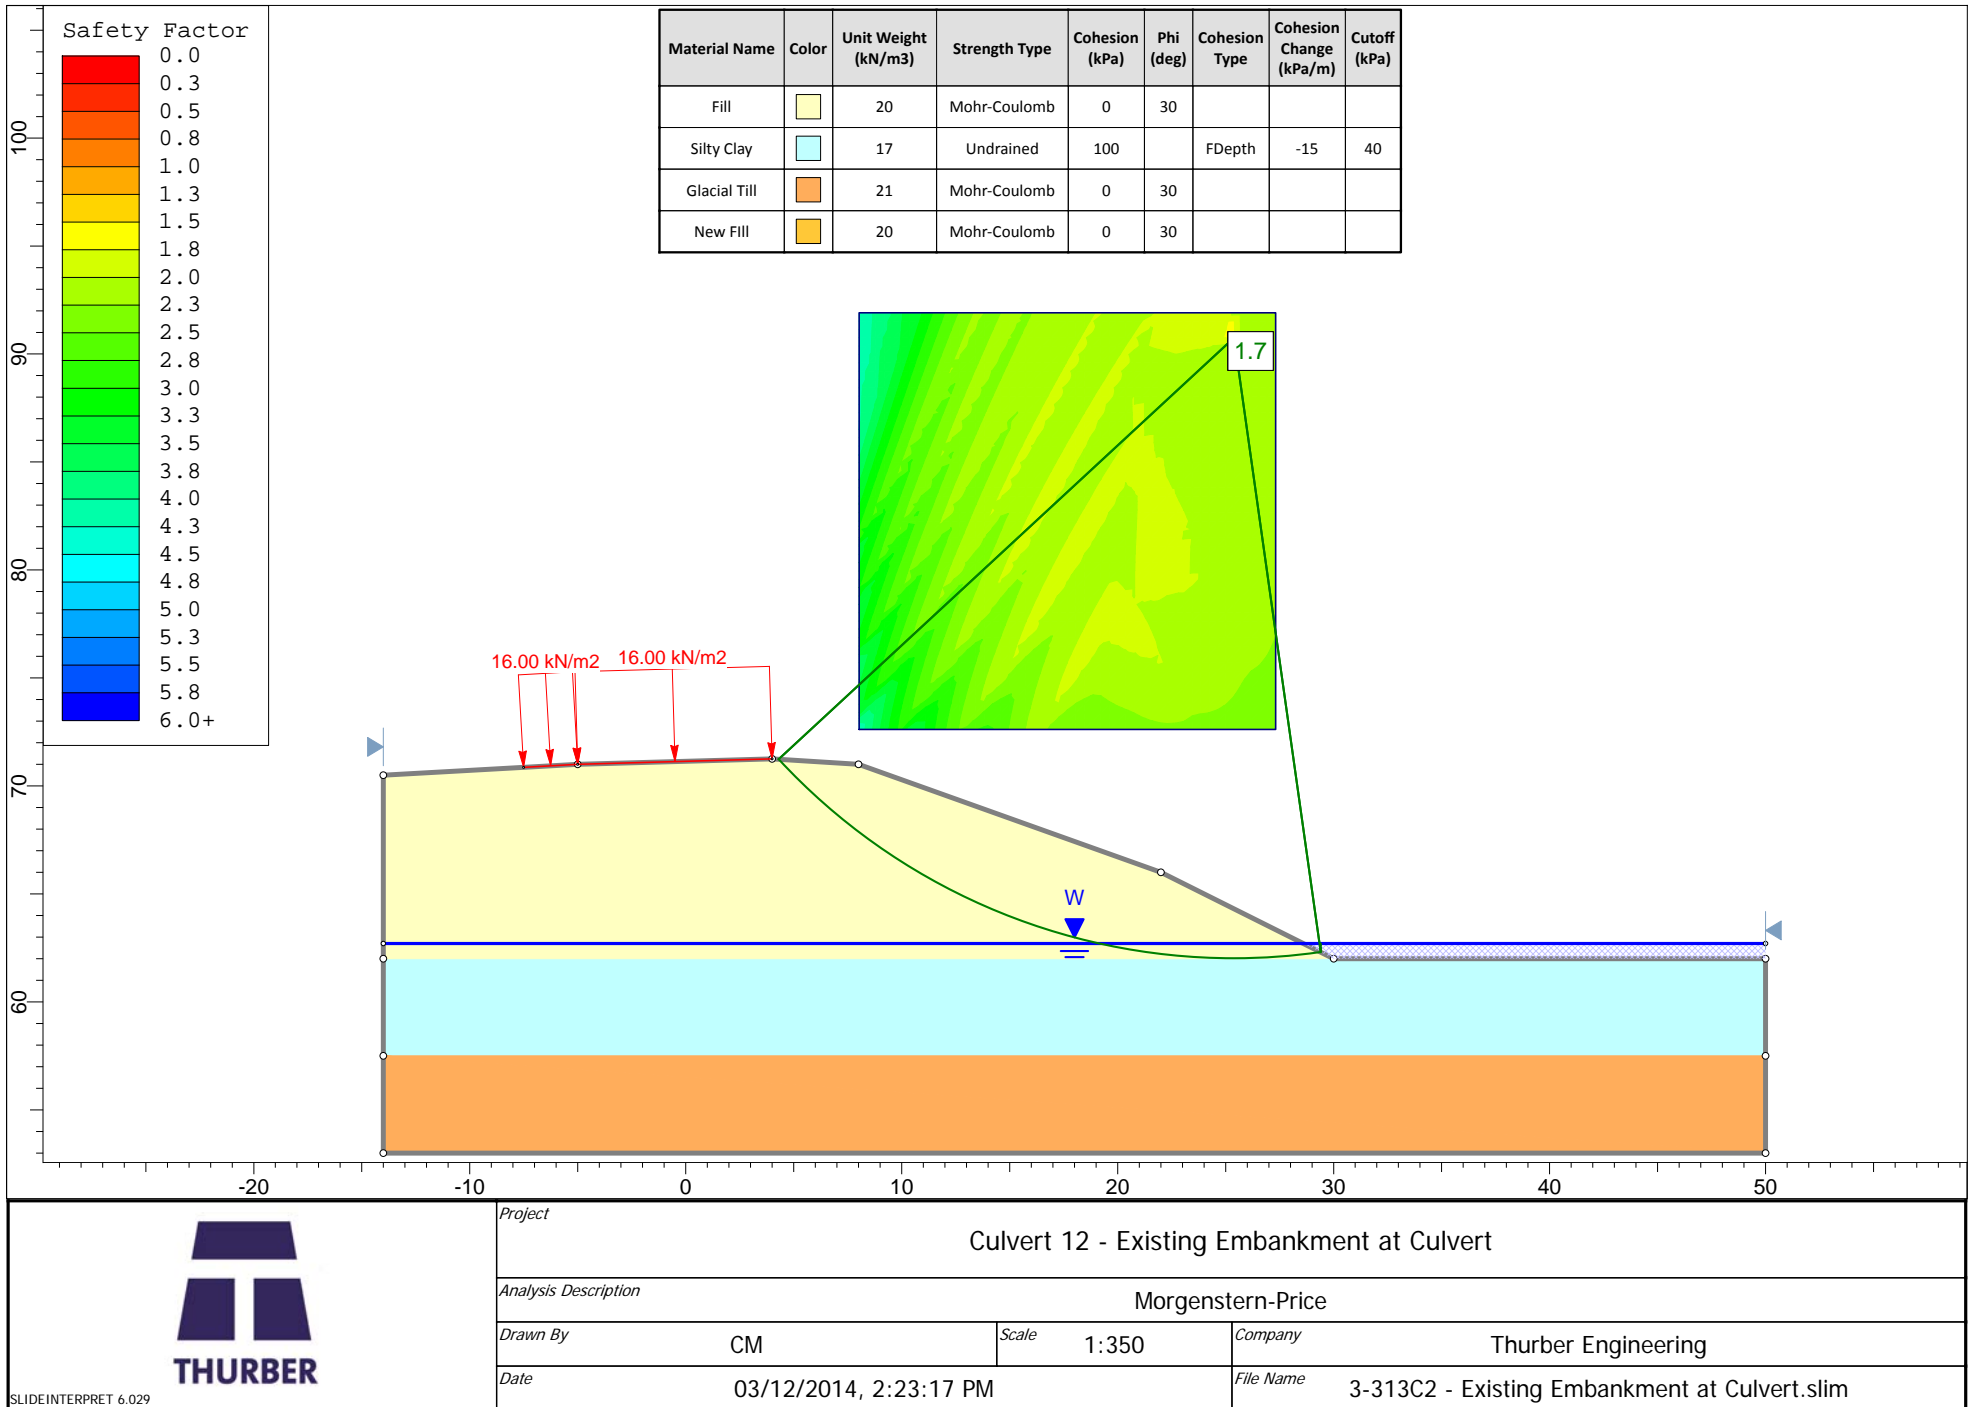 Safety Factor
0.0
0.3
0.5
0.8
1.0
1.3
1.5
1.8
2.0
2.3
2.5
2.8
3.0
3.3
3.5
3.8
4.0
4.3
4.5
4.8
5.0
5.3
5.5
5.8
6.0+
Material Name Color Unit Weight (kN/m3) Strength Type Cohesion (kPa) Phi (deg) Cohesion Type Cohesion Change (kPa/m) Cutoff (kPa)
Fill 20 Mohr-Coulomb 0 30
Silty Clay 17 Undrained 100 FDepth -15 40
Glacial Till 21 Mohr-Coulomb 0 30
New FIll 20 Mohr-Coulomb 0 30
100
90
80
70
60
1.7
16.00 kN/m2 16.00 kN/m2
W
-20 -10 0 10 20 30 40 50
THURBER
SLIDEINTERPRET 6.029
Project
Culvert 12 - Existing Embankment at Culvert
Analysis Description
Morgenstern-Price
Drawn By CM Scale 1:350 Company Thurber Engineering
Date 03/12/2014, 2:23:17 PM File Name 3-313C2 - Existing Embankment at Culvert.slim